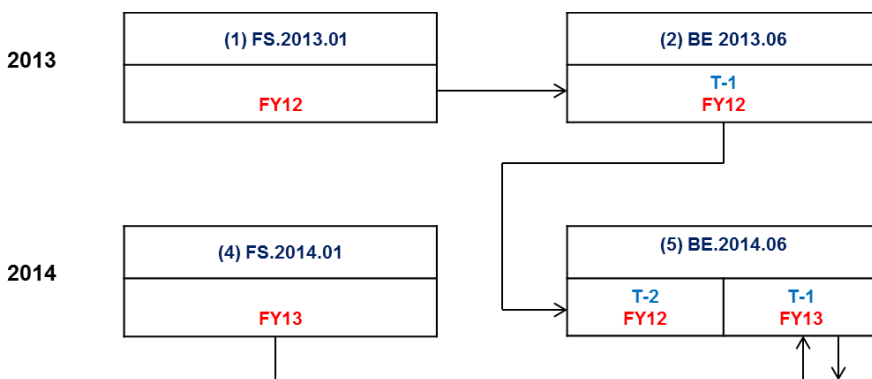 2013
(1) FS.2013.01
(2) BE 2013.06
FY12
T-1
FY12
2014
(4) FS.2014.01
(5) BE.2014.06
FY13
T-2
FY12
T-1
FY13